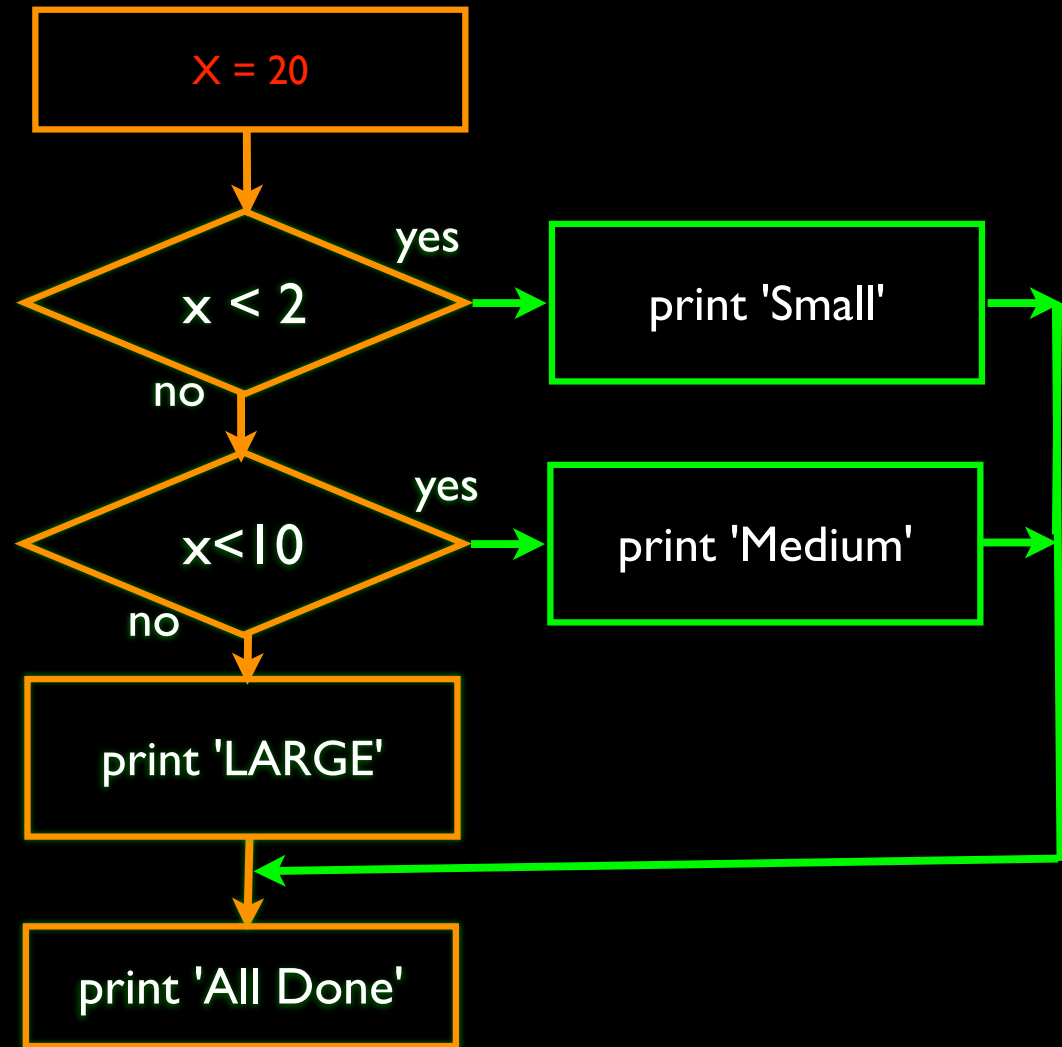 X = 20
yes
x < 2
print 'Small'
no
yes
x<10
print 'Medium'
no
print 'LARGE'
print 'All Done'